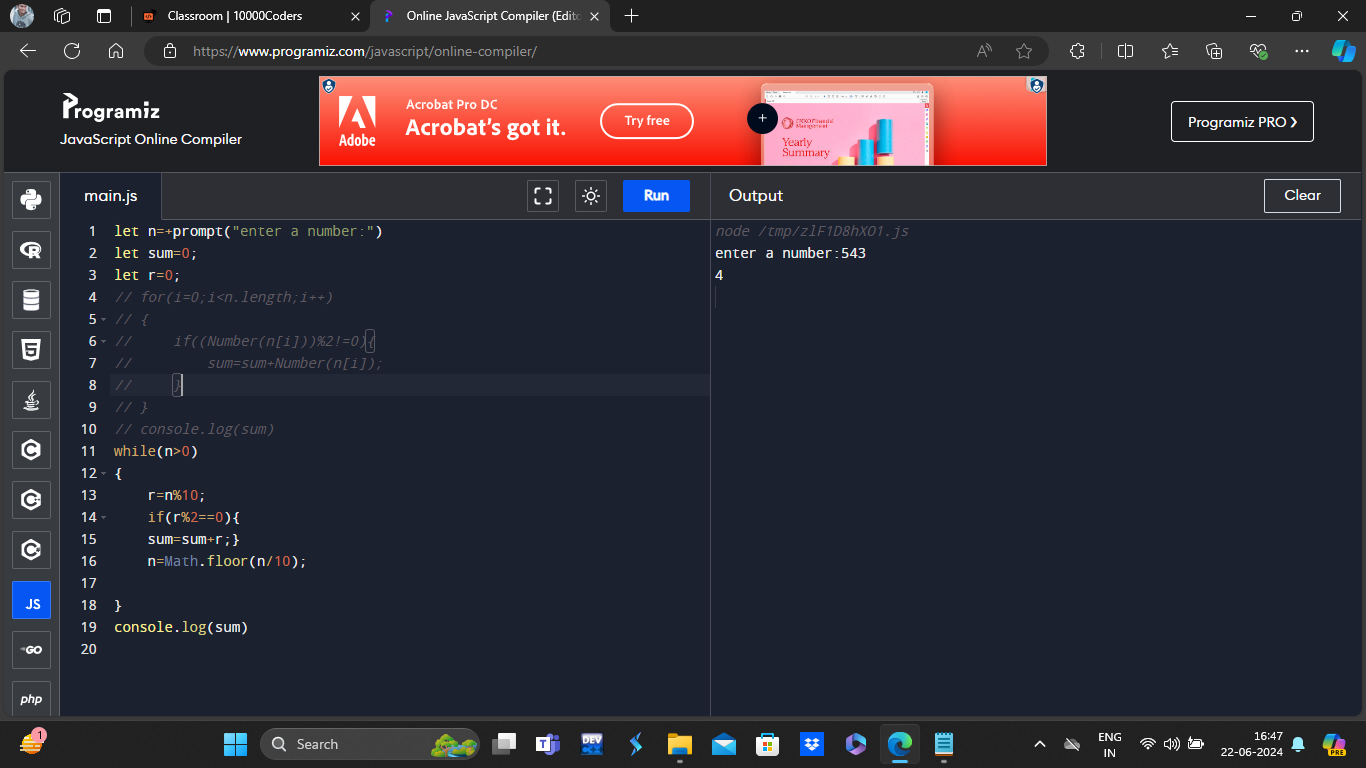 Classroom | 10000Coders
Online JavaScript Compiler (Edito
https://www.programiz.com/javascript/online-compiler/
Programiz
JavaScript Online Compiler
Adobe
Acrobat Pro DC
Acrobat's got it.
Try free
Yearly
Summary
Programiz PRO
main.js
Run
Output
Clear
1 let n=+prompt("enter a number:")
2 let sum=0;
3 let r=0;
4 // for(i=0;i<n.length;i++)
5 // {
6 //     if((Number(n[i]))%2!=0){
7 //         sum=sum+Number(n[i]);
8 //     }
9 // }
10 // console.log(sum)
11 while(n>0)
12 {
13     r=n%10;
14     if(r%2==0){
15     sum=sum+r;}
16     n=Math.floor(n/10);
17
18 }
19 console.log(sum)
20
node /tmp/zlF1D8hXO1.js
enter a number:543
4
JS
GO
php
1
Search
DEV
ENG
IN
16:47
22-06-2024
PRE